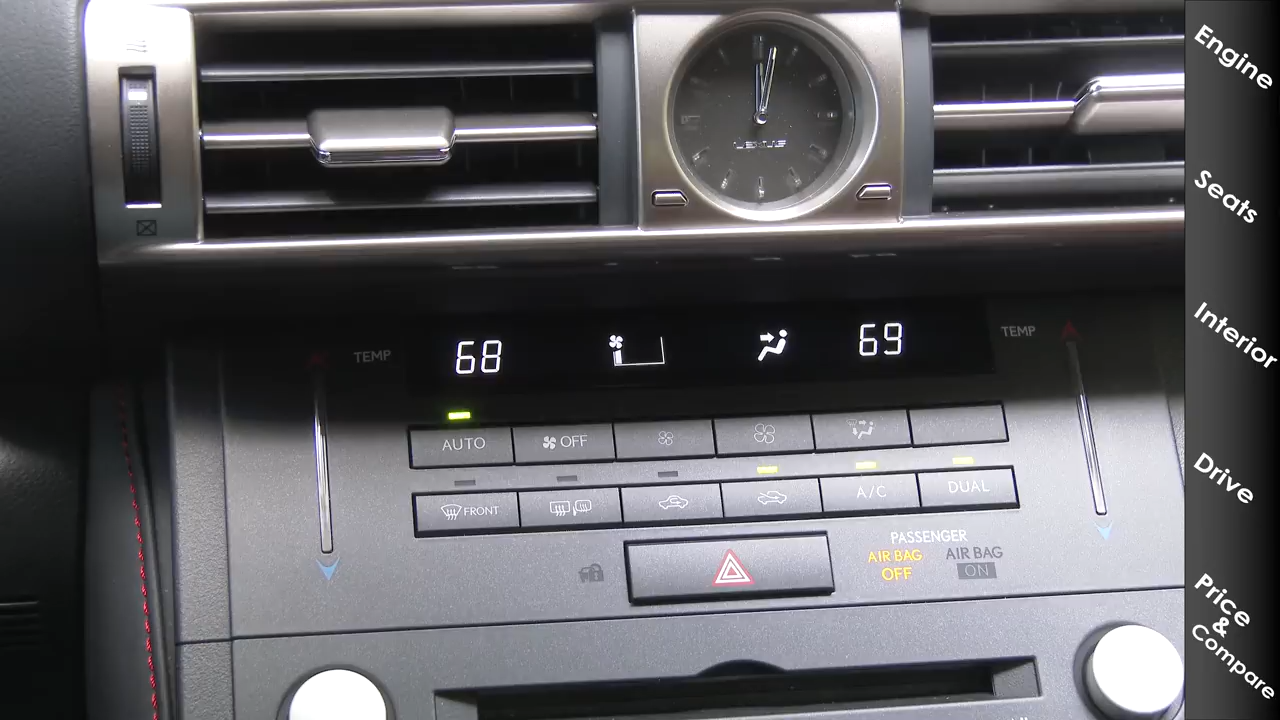 LEXUS
TEMP
68
69
TEMP
AUTO
OFF
FRONT
A/C
DUAL
PASSENGER
AIR BAG
OFF
AIR BAG
ON
Engine
Seats
Interior
Drive
Price
&
Compare